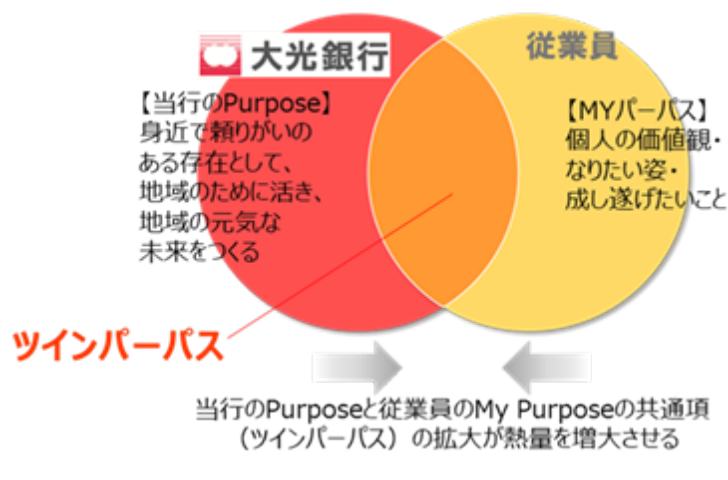 大光銀行
従業員
【当行のPurpose】
身近で頼りがいの
ある存在として、
地域のために活き、
地域の元気な
未来をつくる
【MYパーパス】
個人の価値観・
なりたい姿・
成し遂げたいこと
ツインパーパス
当行のPurposeと従業員のMy Purposeの共通項
（ツインパーパス）の拡大が熱量を増大させる